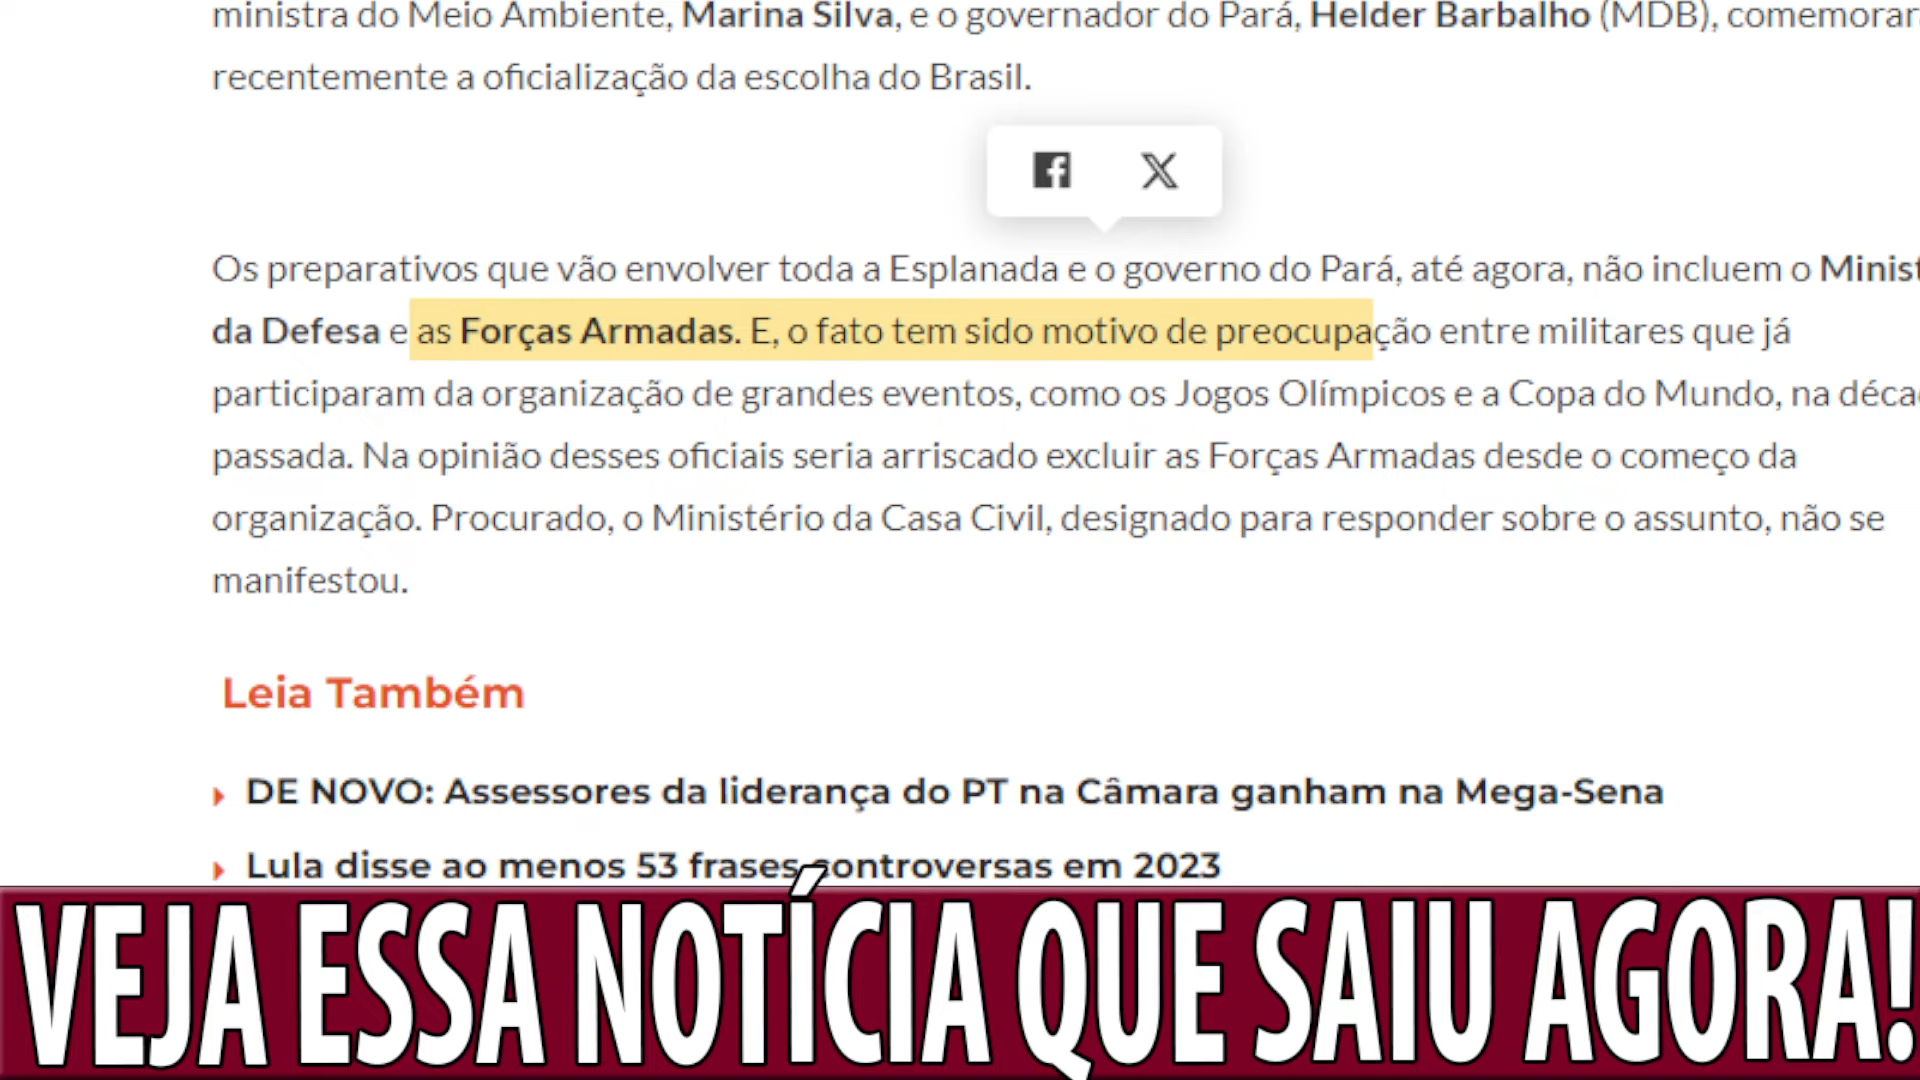 ministra do Meio Ambiente, Marina Silva, e o governador do Pará, Helder Barbalho (MDB), comemorar
recentemente a oficialização da escolha do Brasil.
Os preparativos que vão envolver toda a Esplanada e o governo do Pará, até agora, não incluem o Minist
da Defesa e as Forças Armadas. E, o fato tem sido motivo de preocupação entre militares que já
participaram da organização de grandes eventos, como os Jogos Olímpicos e a Copa do Mundo, na déca
passada. Na opinião desses oficiais seria arriscado excluir as Forças Armadas desde o começo da
organização. Procurado, o Ministério da Casa Civil, designado para responder sobre o assunto, não se
manifestou.
Leia Também
DE NOVO: Assessores da liderança do PT na Câmara ganham na Mega-Sena
Lula disse ao menos 53 frases controversas em 2023
VEJA ESSA NOTÍCIA QUE SAIU AGORA!